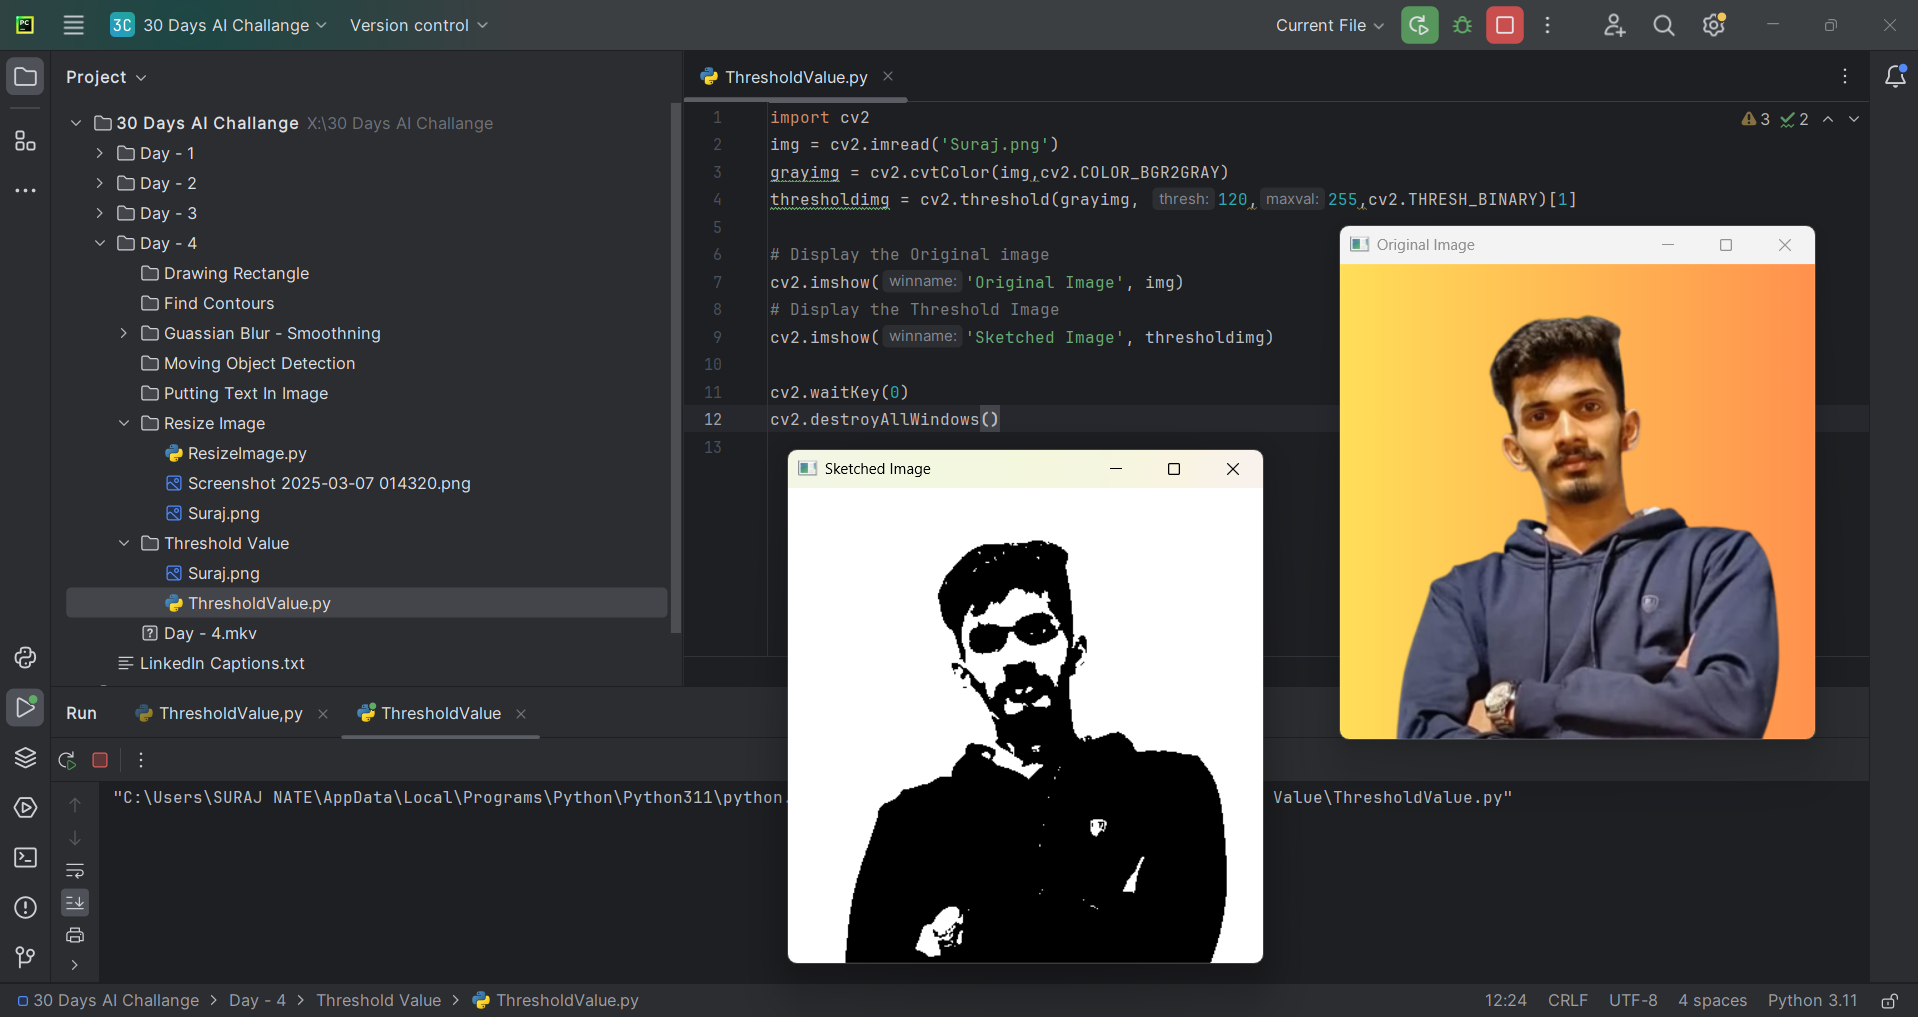 PC
3C 30 Days AI Challange Version control Current File
Project ThresholdValue.py
30 Days AI Challange X:\30 Days AI Challange
Day - 1
Day - 2
Day - 3
Day - 4
Drawing Rectangle
Find Contours
Guassian Blur - Smoothning
Moving Object Detection
Putting Text In Image
Resize Image
ResizeImage.py
Screenshot 2025-03-07 014320.png
Suraj.png
Threshold Value
Suraj.png
ThresholdValue.py
Day - 4.mkv
LinkedIn Captions.txt
3 2
1 import cv2
2 img = cv2.imread('Suraj.png')
3 grayimg = cv2.cvtColor(img,cv2.COLOR_BGR2GRAY)
4 thresholdimg = cv2.threshold(grayimg, thresh: 120, maxval: 255,cv2.THRESH_BINARY)[1]
5
6 # Display the Original image
7 cv2.imshow( winname: 'Original Image', img)
8 # Display the Threshold Image
9 cv2.imshow( winname: 'Sketched Image', thresholdimg)
10
11 cv2.waitKey(0)
12 cv2.destroyAllWindows()
13
Original Image
Sketched Image
Run ThresholdValue,py ThresholdValue
"C:\Users\SURAJ NATE\AppData\Local\Programs\Python\Python311\python. Value\ThresholdValue.py"
30 Days AI Challange > Day - 4 > Threshold Value > ThresholdValue.py 12:24 CRLF UTF-8 4 spaces Python 3.11